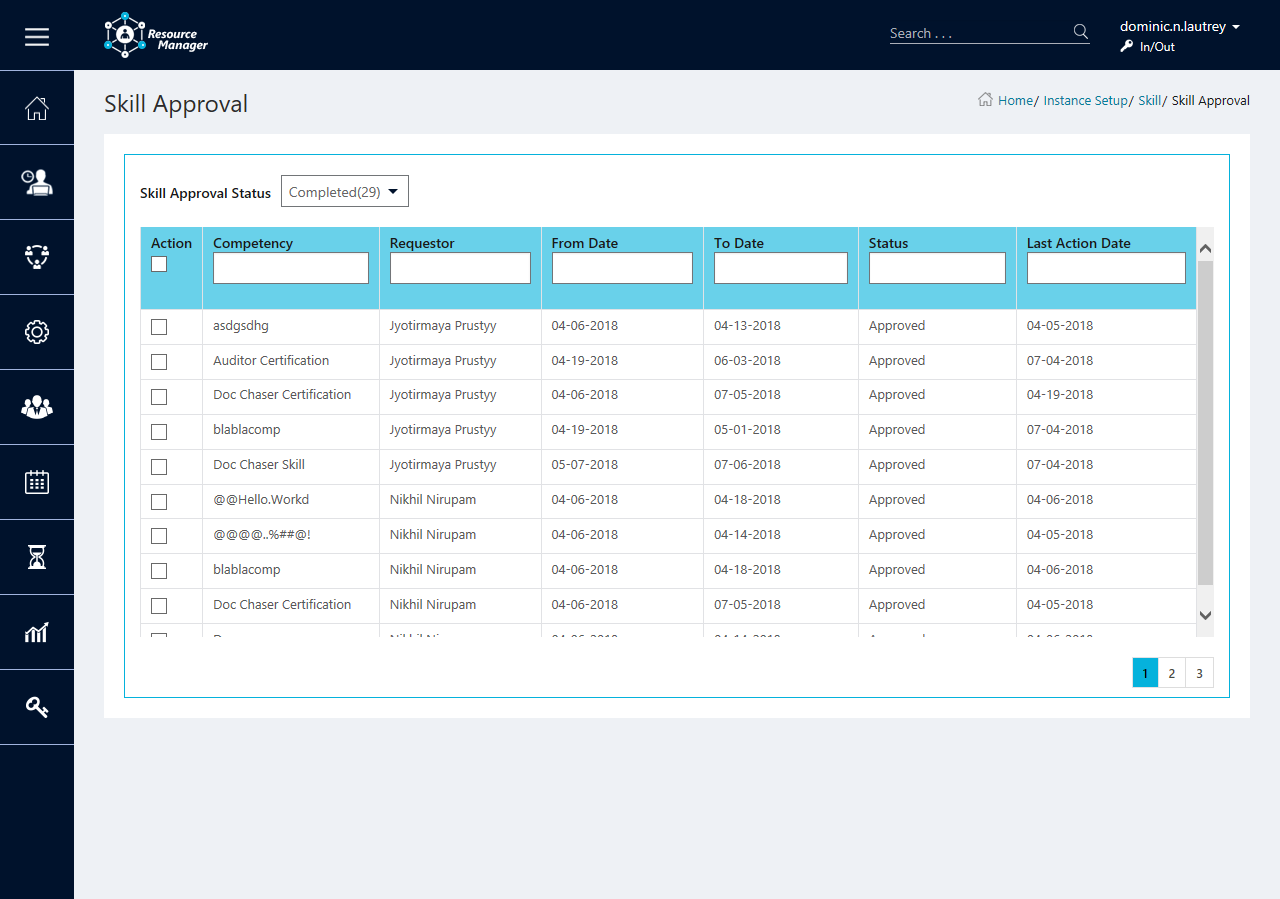 Resource Manager
Search . . .
dominic.n.lautrey
In/Out
Skill Approval
Home/ Instance Setup/ Skill/ Skill Approval
Skill Approval Status Completed(29)
Action Competency Requestor From Date To Date Status Last Action Date
asdgsdhg Jyotirmaya Prustyy 04-06-2018 04-13-2018 Approved 04-05-2018
Auditor Certification Jyotirmaya Prustyy 04-19-2018 06-03-2018 Approved 07-04-2018
Doc Chaser Certification Jyotirmaya Prustyy 04-06-2018 07-05-2018 Approved 04-19-2018
blablacomp Jyotirmaya Prustyy 04-19-2018 05-01-2018 Approved 07-04-2018
Doc Chaser Skill Jyotirmaya Prustyy 05-07-2018 07-06-2018 Approved 07-04-2018
@@Hello.Workd Nikhil Nirupam 04-06-2018 04-18-2018 Approved 04-06-2018
@@@@..%##@! Nikhil Nirupam 04-06-2018 04-14-2018 Approved 04-05-2018
blablacomp Nikhil Nirupam 04-06-2018 04-18-2018 Approved 04-06-2018
Doc Chaser Certification Nikhil Nirupam 04-06-2018 07-05-2018 Approved 04-05-2018
1 2 3